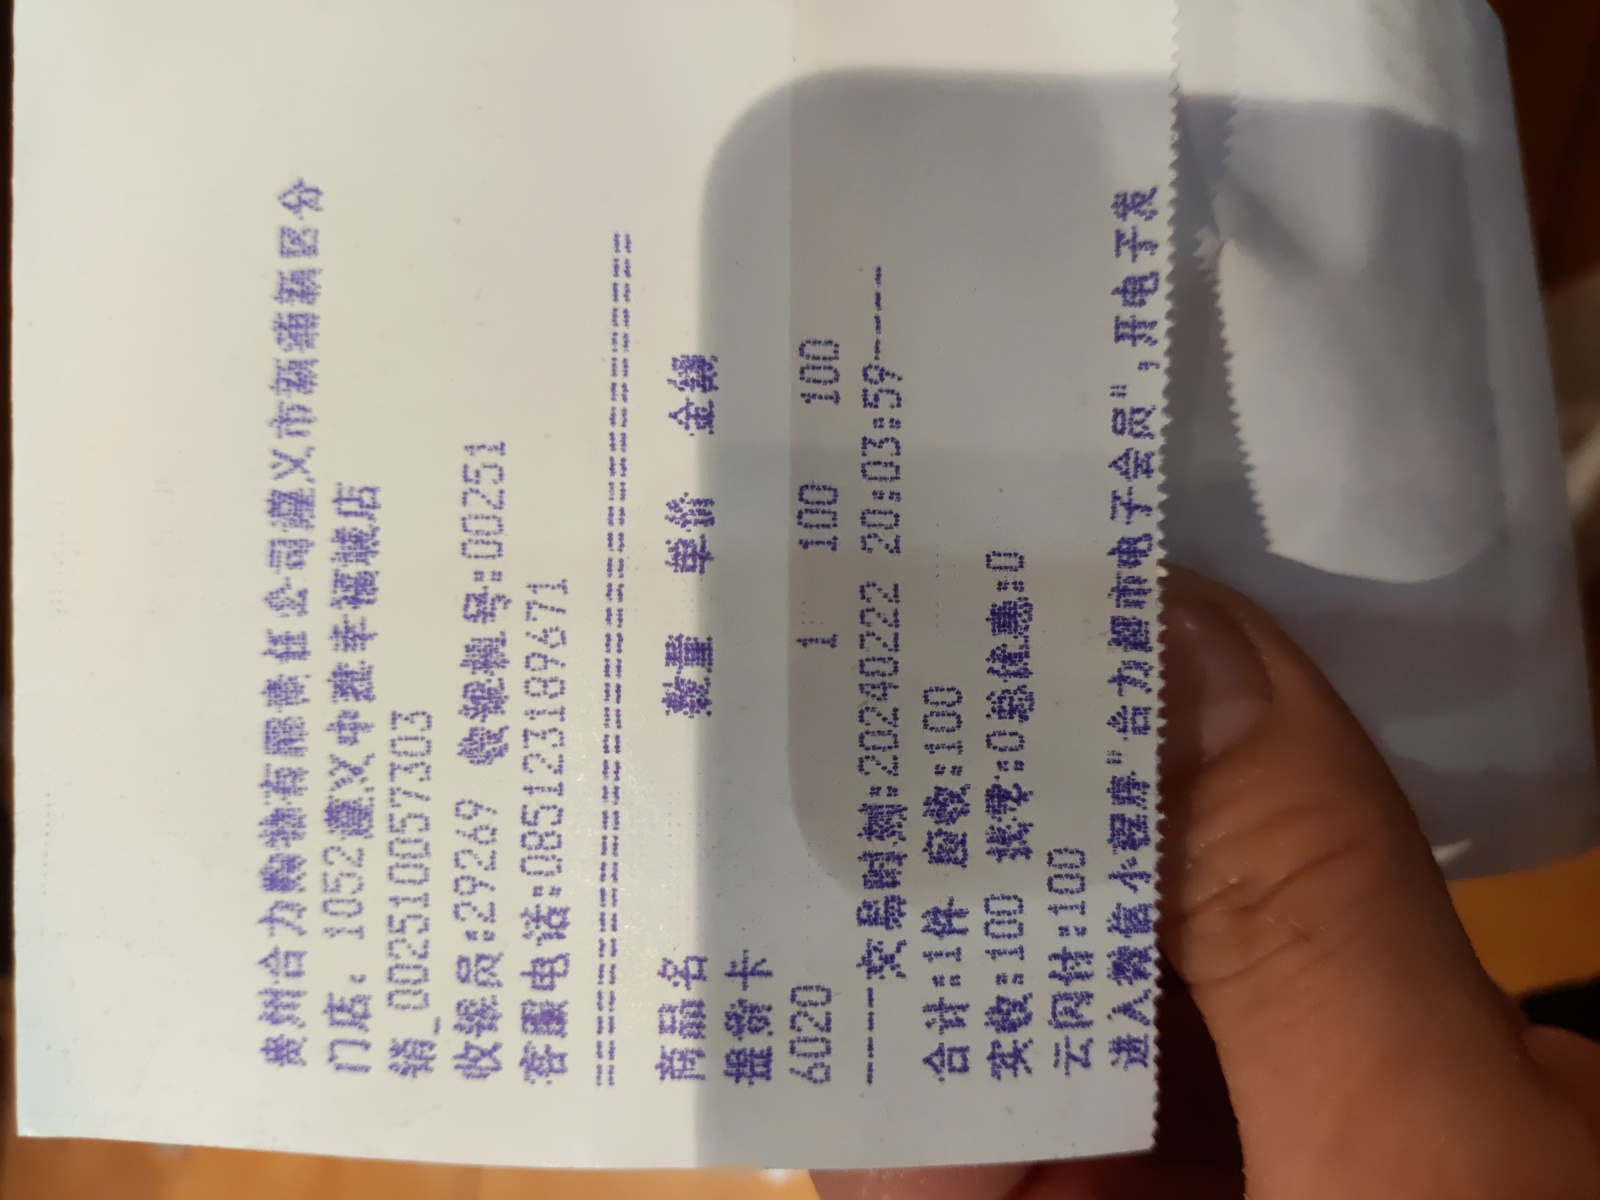 贵州合力购物有限责任公司遵义市新蒲新区分
门店: 1052遵义中建幸福城店
销_00251005730​3
收银员:29269 收银机号:00251
客服电话:085123189671
==================================
商品名 数量 单价 金额
提货卡
6020 1 100 100
-----交易时刻:20240222 20:03:59-----
合计:1件 应收:100
实收:100 找零:0总优惠:0
云闪付:100
进入微信小程序"合力超市电子会员",开电子发